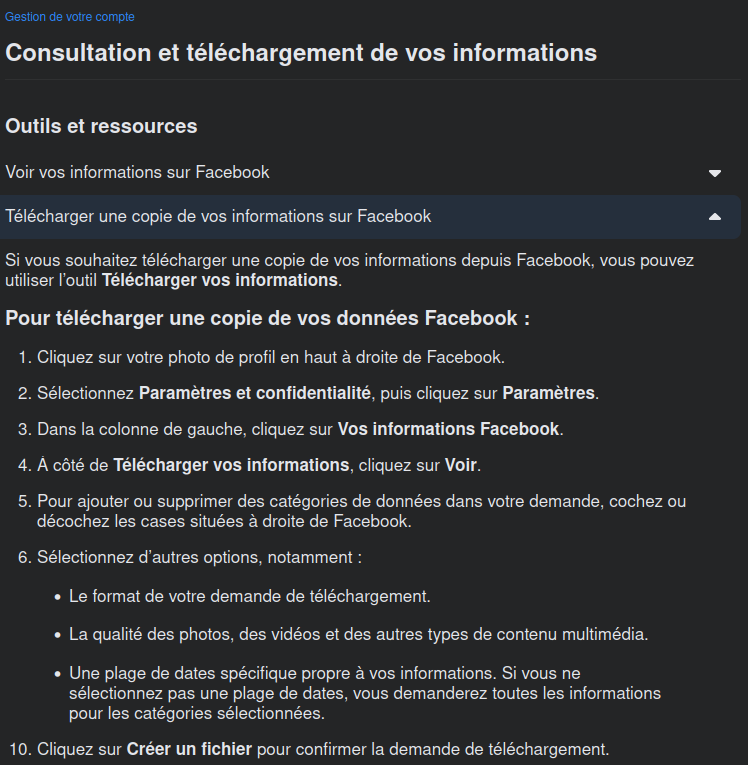 Gestion de votre compte
Consultation et téléchargement de vos informations
Outils et ressources
Voir vos informations sur Facebook
Télécharger une copie de vos informations sur Facebook
Si vous souhaitez télécharger une copie de vos informations depuis Facebook, vous pouvez
utiliser l'outil Télécharger vos informations.
Pour télécharger une copie de vos données Facebook :
1. Cliquez sur votre photo de profil en haut à droite de Facebook.
2. Sélectionnez Paramètres et confidentialité, puis cliquez sur Paramètres.
3. Dans la colonne de gauche, cliquez sur Vos informations Facebook.
4. À côté de Télécharger vos informations, cliquez sur Voir.
5. Pour ajouter ou supprimer des catégories de données dans votre demande, cochez ou
décochez les cases situées à droite de Facebook.
6. Sélectionnez d'autres options, notamment :
• Le format de votre demande de téléchargement.
• La qualité des photos, des vidéos et des autres types de contenu multimédia.
• Une plage de dates spécifique propre à vos informations. Si vous ne
sélectionnez pas une plage de dates, vous demanderez toutes les informations
pour les catégories sélectionnées.
10. Cliquez sur Créer un fichier pour confirmer la demande de téléchargement.